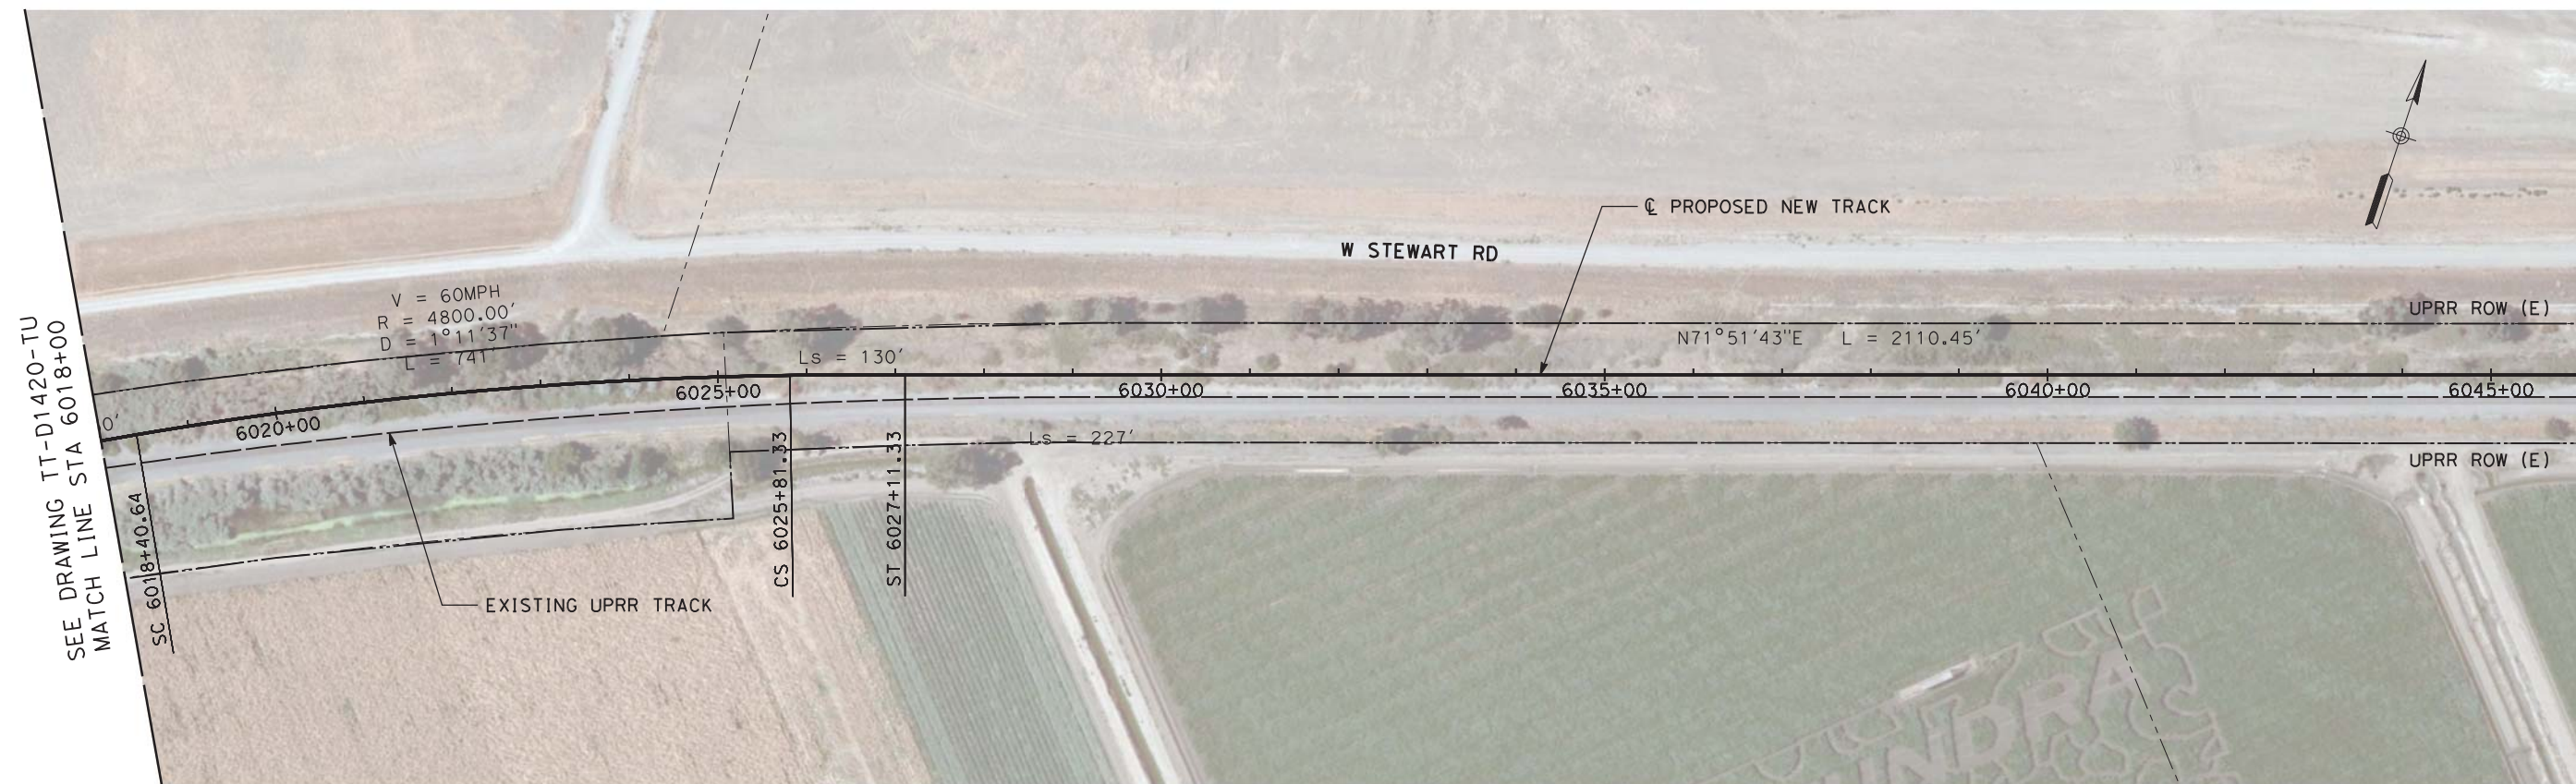 SEE DRAWING TT-D1420-TU
MATCH LINE STA 6018+00
V = 60MPH
R = 4800.00'
D = 1°11'37"
L = 741'
0'
SC 6018+40.64
6020+00
6025+00
Ls = 130'
CS 6025+81.33
ST 6027+11.33
Ls = 227'
EXISTING UPRR TRACK
W STEWART RD
℄ PROPOSED NEW TRACK
N71°51'43"E L = 2110.45'
UPRR ROW (E)
6030+00
6035+00
6040+00
6045+00
UPRR ROW (E)